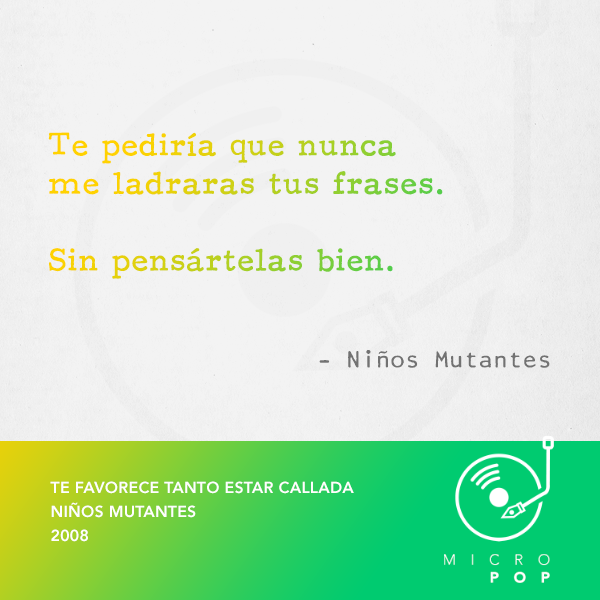 Te pediría que nunca
me ladraras tus frases.
Sin pensártelas bien.
- Niños Mutantes
TE FAVORECE TANTO ESTAR CALLADA
NIÑOS MUTANTES
2008
MICRO
POP